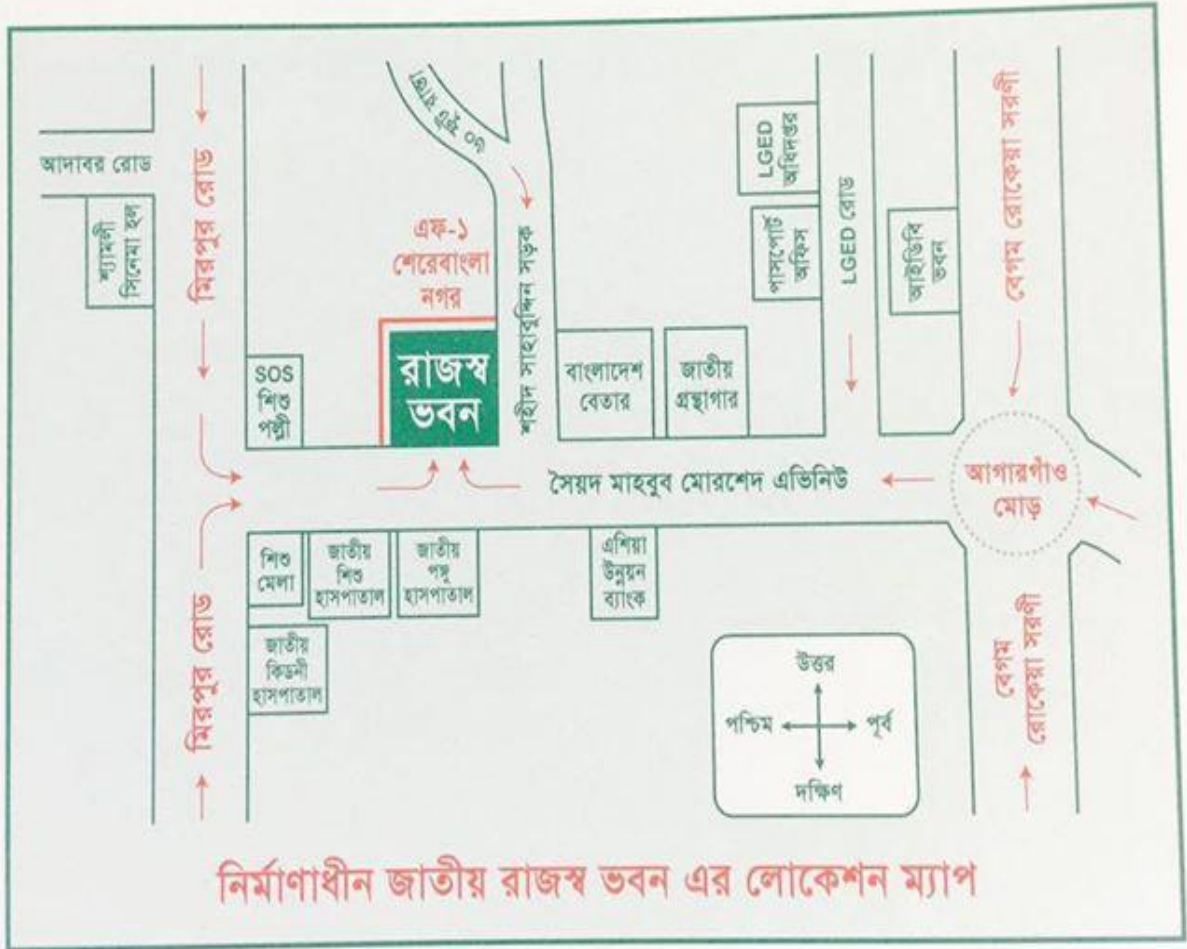 আদাবর রোড
শ্যামলী
সিনেমা হল
মিরপুর রোড
৬০ ফুট রাস্তা
এফ-১
শেরেবাংলা
নগর
শহীদ সাহাবুদ্দিন সড়ক
LGED
অধিদপ্তর
পাসপোর্ট
অফিস
LGED রোড
আইডিবি
ভবন
বেগম রোকেয়া সরণী
SOS
শিশু
পল্লী
রাজস্ব
ভবন
বাংলাদেশ
বেতার
জাতীয়
গ্রন্থাগার
সৈয়দ মাহবুব মোরশেদ এভিনিউ
আগারগাঁও
মোড়
মিরপুর রোড
শিশু
মেলা
জাতীয়
শিশু
হাসপাতাল
জাতীয়
পঙ্গু
হাসপাতাল
এশিয়া
উন্নয়ন
ব্যাংক
জাতীয়
কিডনী
হাসপাতাল
উত্তর
পশ্চিম
পূর্ব
দক্ষিণ
বেগম
রোকেয়া সরণী
নির্মাণাধীন জাতীয় রাজস্ব ভবন এর লোকেশন ম্যাপ